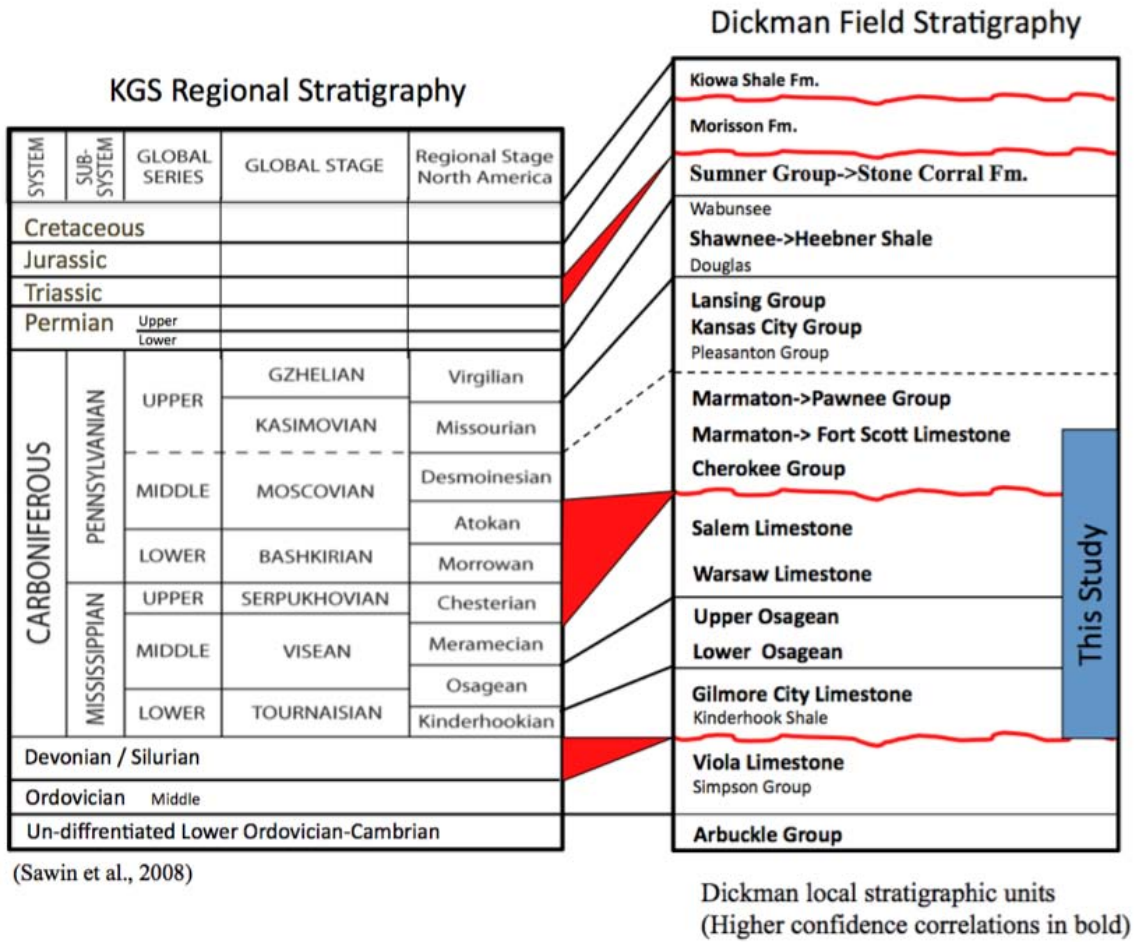 Dickman Field Stratigraphy
KGS Regional Stratigraphy
SYSTEM
SUB-
SYSTEM
GLOBAL
SERIES
GLOBAL STAGE
Regional Stage
North America
Cretaceous
Jurassic
Triassic
Permian
Upper
Lower
CARBONIFEROUS
PENNSYLVANIAN
MISSISSIPPIAN
UPPER
MIDDLE
LOWER
UPPER
MIDDLE
LOWER
GZHELIAN
KASIMOVIAN
MOSCOVIAN
BASHKIRIAN
SERPUKHOVIAN
VISEAN
TOURNAISIAN
Virgilian
Missourian
Desmoinesian
Atokan
Morrowan
Chesterian
Meramecian
Osagean
Kinderhookian
Devonian / Silurian
Ordovician Middle
Un-diffrentiated Lower Ordovician-Cambrian
(Sawin et al., 2008)
Kiowa Shale Fm.
Morisson Fm.
Sumner Group->Stone Corral Fm.
Wabunsee
Shawnee->Heebner Shale
Douglas
Lansing Group
Kansas City Group
Pleasanton Group
Marmaton->Pawnee Group
Marmaton-> Fort Scott Limestone
Cherokee Group
Salem Limestone
Warsaw Limestone
Upper Osagean
Lower Osagean
Gilmore City Limestone
Kinderhook Shale
Viola Limestone
Simpson Group
Arbuckle Group
This Study
Dickman local stratigraphic units
(Higher confidence correlations in bold)